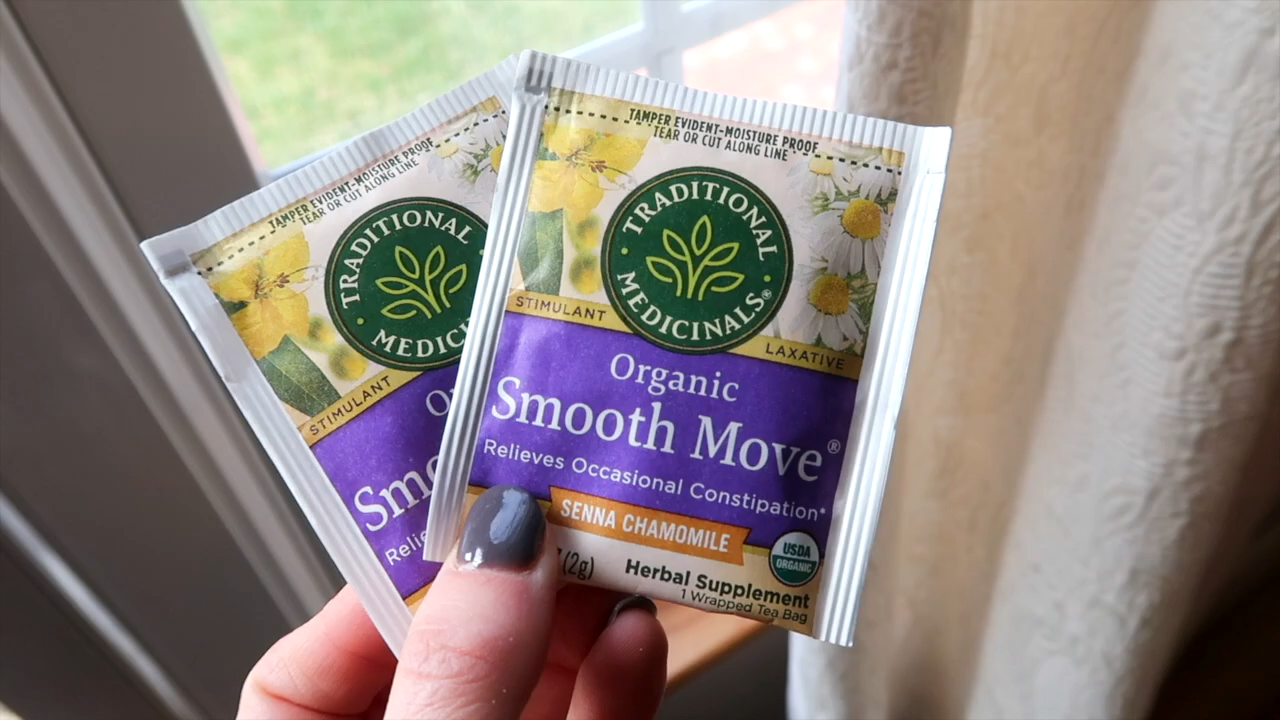 TAMPER EVIDENT-MOISTURE PROOF
TEAR OR CUT ALONG LINE
TRADITIONAL
MEDIC
STIMULANT
Smo
Relie
TAMPER EVIDENT-MOISTURE PROOF
TEAR OR CUT ALONG LINE
TRADITIONAL
MEDICINALS®
STIMULANT
LAXATIVE
Organic
Smooth Move®
Relieves Occasional Constipation*
SENNA CHAMOMILE
USDA
ORGANIC
(2g)
Herbal Supplement
1 Wrapped Tea Bag